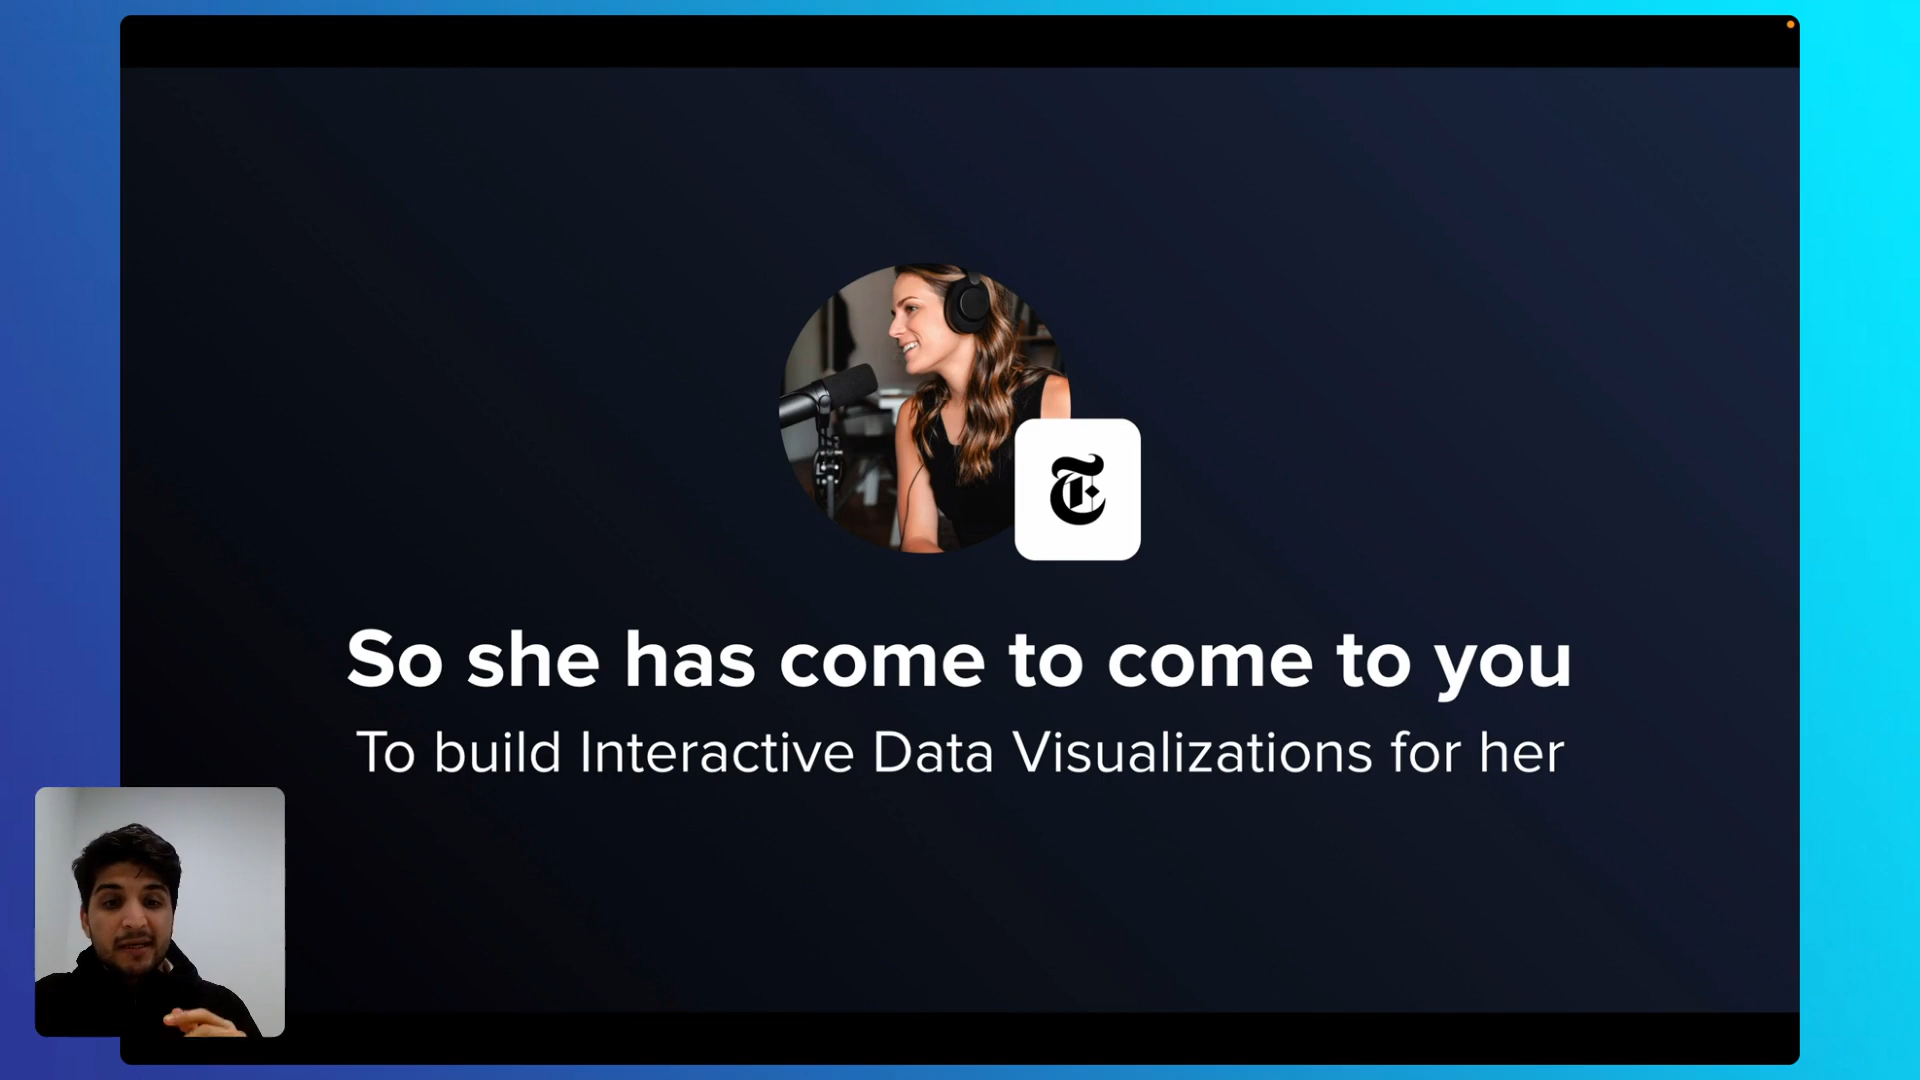 T
So she has come to come to you
To build Interactive Data Visualizations for her